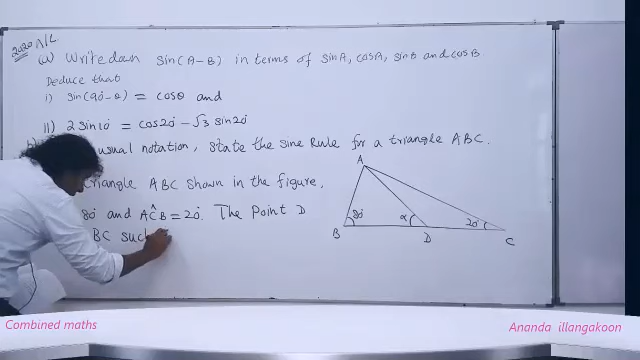 2020 A/L
(a) Write down sin(A-B) in terms of sinA, cosA, sinB and cosB
Deduce that
i) sin(90°-θ) = cosθ and
ii) 2sin10° = cos20° - √3 sin20°
usual notation, state the sine Rule for a triangle ABC.
triangle ABC shown in the figure,
80° and AĈB = 20°. The Point D
BC such
A
B
80°
α
D
20°
C
Combined maths
Ananda illangakoon